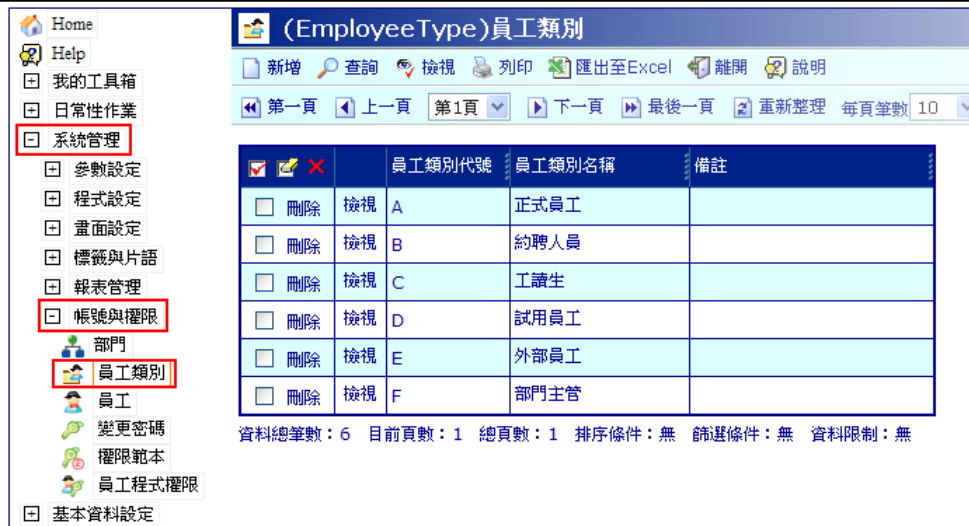 Home
Help
我的工具箱
日常性作業
系統管理
參數設定
程式設定
畫面設定
標籤與片語
報表管理
帳號與權限
部門
員工類別
員工
變更密碼
權限範本
員工程式權限
基本資料設定
(EmployeeType)員工類別
新增 查詢 檢視 列印 匯出至Excel 離開 說明
第一頁 上一頁 第1頁 下一頁 最後一頁 重新整理 每頁筆數 10
員工類別代號 員工類別名稱 備註
刪除 檢視 A 正式員工
刪除 檢視 B 約聘人員
刪除 檢視 C 工讀生
刪除 檢視 D 試用員工
刪除 檢視 E 外部員工
刪除 檢視 F 部門主管
資料總筆數：6 目前頁數：1 總頁數：1 排序條件：無 篩選條件：無 資料限制：無